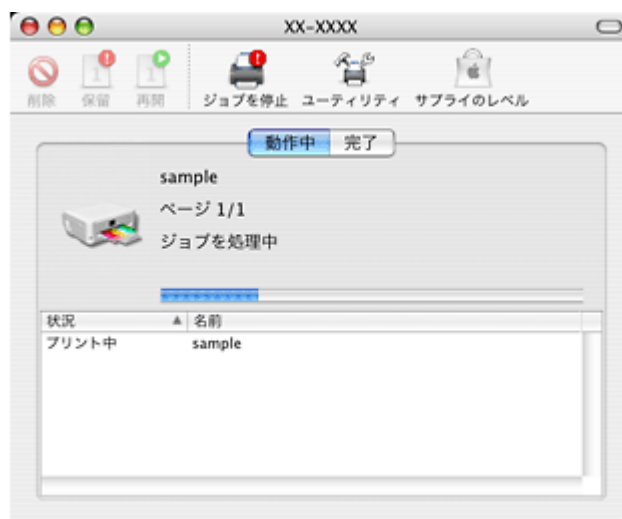 XX-XXXX
削除 保留 再開 ジョブを停止 ユーティリティ サプライのレベル
動作中 完了
sample
ページ 1/1
ジョブを処理中
状況 名前
プリント中 sample